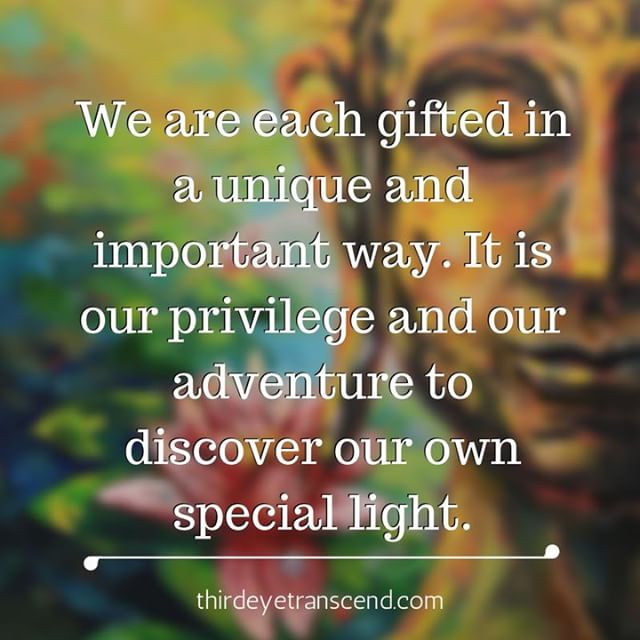 We are each gifted in
a unique and
important way. It is
our privilege and our
adventure to
discover our own
special light.
thirdeyetranscend.com